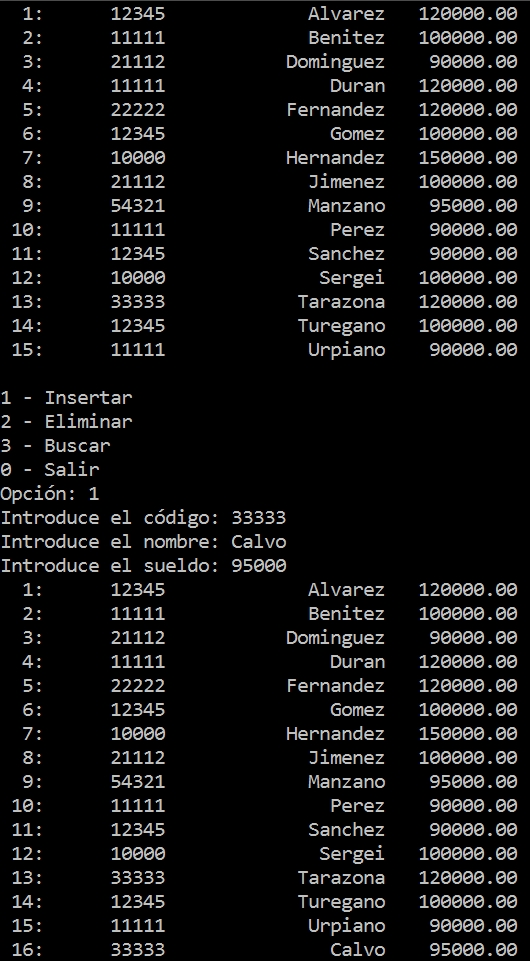 1: 12345 Alvarez 120000.00
2: 11111 Benitez 100000.00
3: 21112 Dominguez 90000.00
4: 11111 Duran 120000.00
5: 22222 Fernandez 120000.00
6: 12345 Gomez 100000.00
7: 10000 Hernandez 150000.00
8: 21112 Jimenez 100000.00
9: 54321 Manzano 95000.00
10: 11111 Perez 90000.00
11: 12345 Sanchez 90000.00
12: 10000 Sergei 100000.00
13: 33333 Tarazona 120000.00
14: 12345 Turegano 100000.00
15: 11111 Urpiano 90000.00
1 - Insertar
2 - Eliminar
3 - Buscar
0 - Salir
Opción: 1
Introduce el código: 33333
Introduce el nombre: Calvo
Introduce el sueldo: 95000
1: 12345 Alvarez 120000.00
2: 11111 Benitez 100000.00
3: 21112 Dominguez 90000.00
4: 11111 Duran 120000.00
5: 22222 Fernandez 120000.00
6: 12345 Gomez 100000.00
7: 10000 Hernandez 150000.00
8: 21112 Jimenez 100000.00
9: 54321 Manzano 95000.00
10: 11111 Perez 90000.00
11: 12345 Sanchez 90000.00
12: 10000 Sergei 100000.00
13: 33333 Tarazona 120000.00
14: 12345 Turegano 100000.00
15: 11111 Urpiano 90000.00
16: 33333 Calvo 95000.00